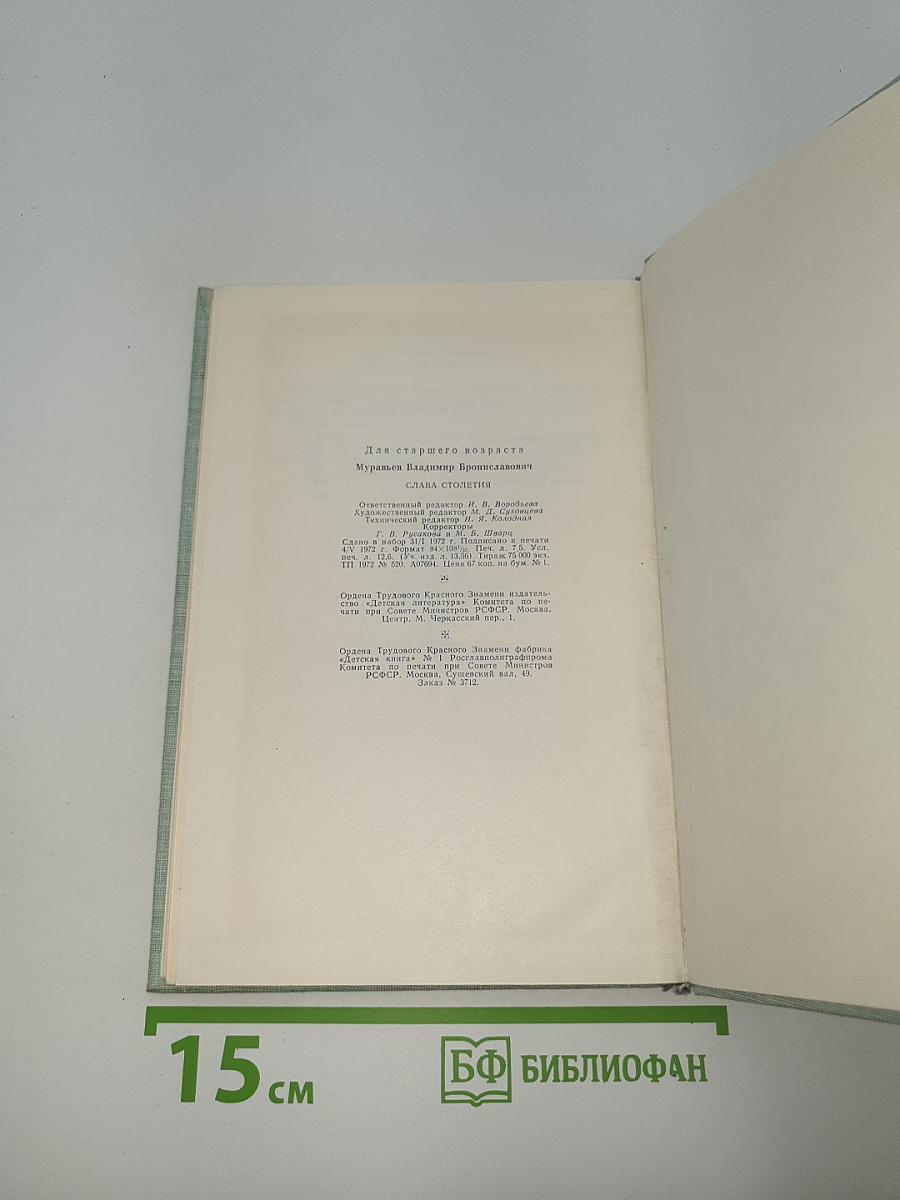 Для старшего возраста
Муравьев Владимир Брониславович
СЛАВА СТОЛЕТИЯ
Ответственный редактор И. В. Воробьева
Художественный редактор М. Д. Суховцева
Технический редактор И. Я. Колодная
Корректоры
Г. В. Русакова и М. Б. Шварц
Сдано в набор 31/I 1972 г. Подписано к печати
4/V 1972 г. Формат 84×108¹/₃₂. Печ. л. 7,5. Усл.
печ. л. 12,6. (Уч.-изд. л. 13,56). Тираж 75 000 экз.
ТП 1972 № 520. А07694. Цена 67 коп. на бум. № 1.
Ордена Трудового Красного Знамени издатель-
ство «Детская литература» Комитета по пе-
чати при Совете Министров РСФСР. Москва,
Центр, М. Черкасский пер., 1.
Ордена Трудового Красного Знамени фабрика
«Детская книга» № 1 Росглавполиграфпрома
Комитета по печати при Совете Министров
РСФСР. Москва, Сущевский вал, 49.
Заказ № 3712.
15 см
БФ БИБЛИОФАН